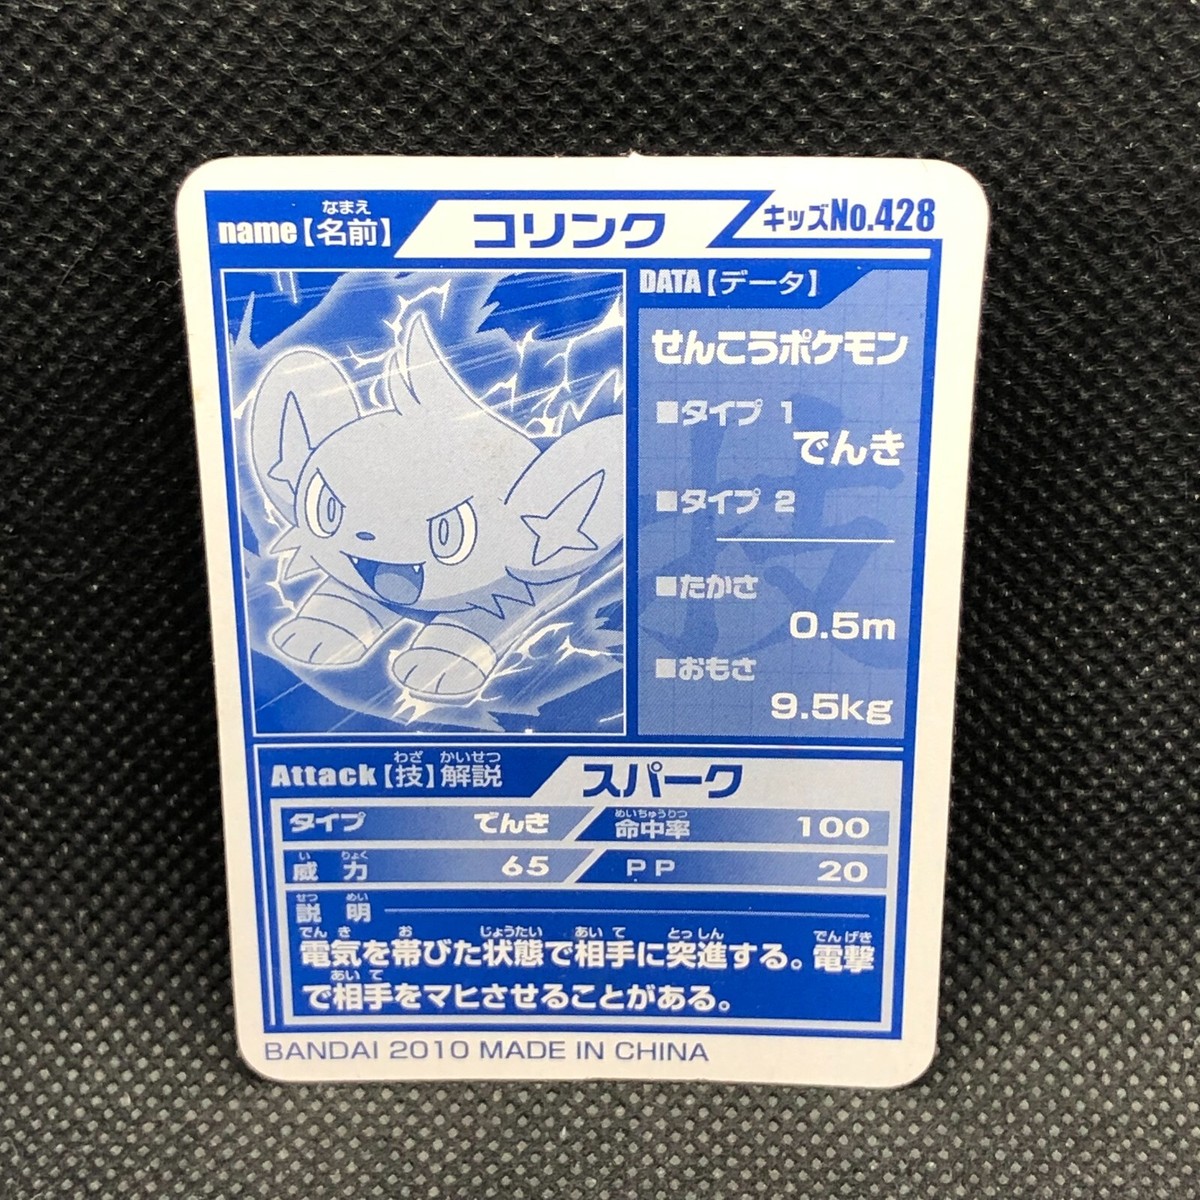 なまえ
name【名前】 コリンク キッズNo.428
DATA【データ】
せんこうポケモン
■タイプ 1
でんき
■タイプ 2
■たかさ
0.5m
■おもさ
9.5kg
わざ かいせつ
Attack【技】解説 スパーク
めいちゅうりつ
タイプ でんき 命中率 100
い りょく
威力 65 PP 20
せつ めい
説明
でん き お じょうたい あい て とっしん でんげき
電気を帯びた状態で相手に突進する。電撃
あい て
で相手をマヒさせることがある。
BANDAI 2010 MADE IN CHINA